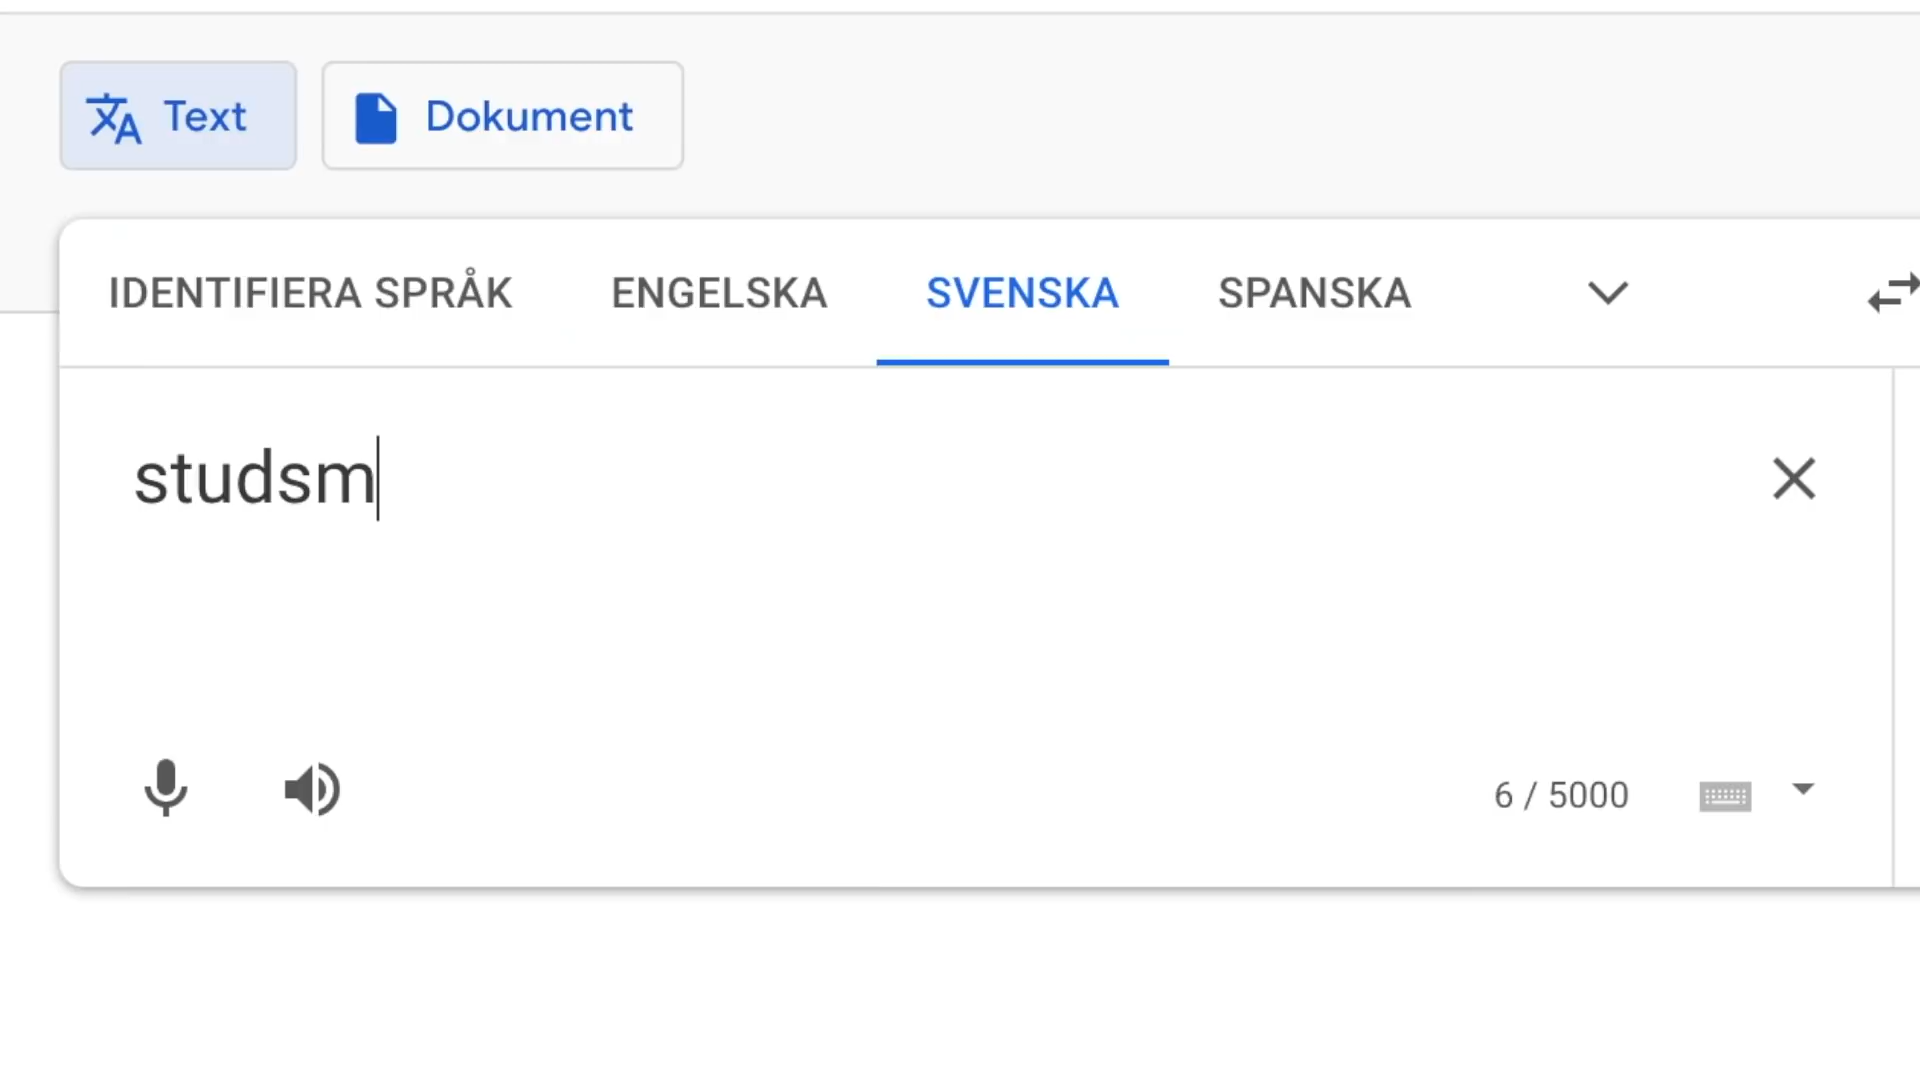 Text Dokument
IDENTIFIERA SPRÅK ENGELSKA SVENSKA SPANSKA
studsm
6 / 5000